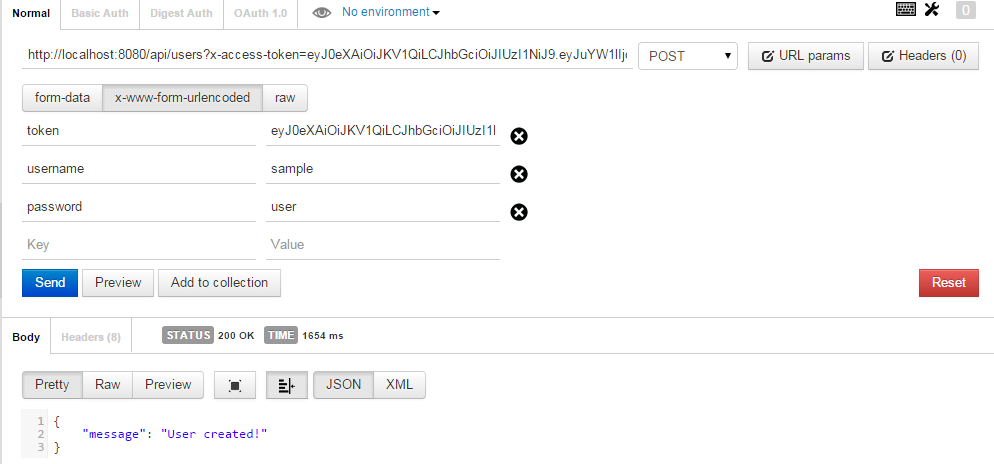 Normal Basic Auth Digest Auth OAuth 1.0 No environment 0
http://localhost:8080/api/users?x-access-token=eyJ0eXAiOiJKV1QiLCJhbGciOiJIUzI1NiJ9.eyJuYW1lIjo POST URL params Headers (0)
form-data x-www-form-urlencoded raw
token eyJ0eXAiOiJKV1QiLCJhbGciOiJIUzI1I
username sample
password user
Key Value
Send Preview Add to collection Reset
Body Headers (8) STATUS 200 OK TIME 1654 ms
Pretty Raw Preview JSON XML
1 {
2 "message": "User created!"
3 }